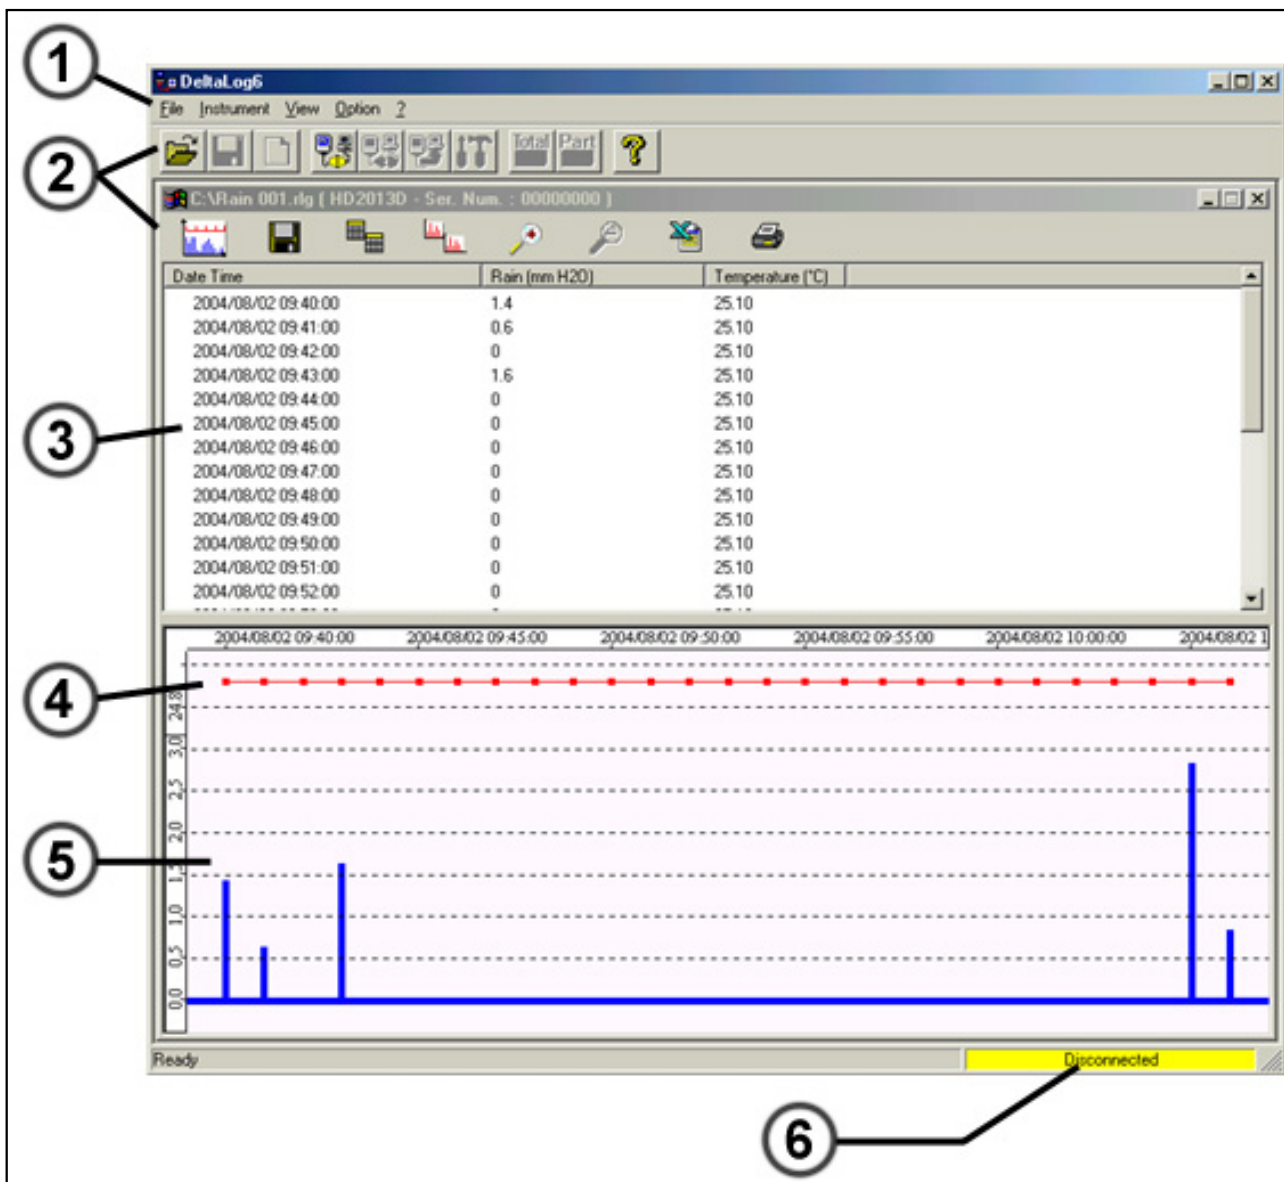 1
DeltaLog6
File Instrument View Option ?
2
Total Part
C:\Rain 001.rlg ( HD2013D - Ser. Num. : 00000000 )
Date Time Rain (mm H2O) Temperature (°C)
2004/08/02 09:40:00 1.4 25.10
2004/08/02 09:41:00 0.6 25.10
2004/08/02 09:42:00 0 25.10
2004/08/02 09:43:00 1.6 25.10
2004/08/02 09:44:00 0 25.10
3
2004/08/02 09:45:00 0 25.10
2004/08/02 09:46:00 0 25.10
2004/08/02 09:47:00 0 25.10
2004/08/02 09:48:00 0 25.10
2004/08/02 09:49:00 0 25.10
2004/08/02 09:50:00 0 25.10
2004/08/02 09:51:00 0 25.10
2004/08/02 09:52:00 0 25.10
2004/08/02 09:40:00 2004/08/02 09:45:00 2004/08/02 09:50:00 2004/08/02 09:55:00 2004/08/02 10:00:00 2004/08/02 1
4
24.8
3.0
2.5
2.0
5
1.5
1.0
0.5
0.0
Ready Disconnected
6